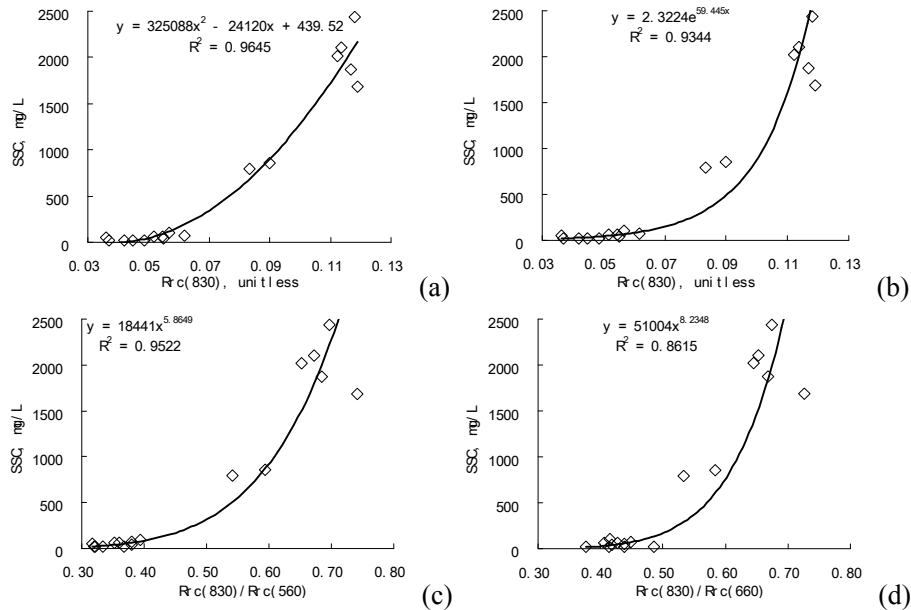 y = 325088x² - 24120x + 439.52
R² = 0.9645
2500
2000
1500
1000
500
0
SSC, mg/L
0.03 0.05 0.07 0.09 0.11 0.13
Rrc(830), unitless
(a)
y = 2.3224e^59.445x
R² = 0.9344
2500
2000
1500
1000
500
0
SSC, mg/L
0.03 0.05 0.07 0.09 0.11 0.13
Rrc(830), unitless
(b)
y = 18441x^5.8649
R² = 0.9522
2500
2000
1500
1000
500
0
SSC, mg/L
0.30 0.40 0.50 0.60 0.70 0.80
Rrc(830)/Rrc(560)
(c)
y = 51004x^8.2348
R² = 0.8615
2500
2000
1500
1000
500
0
SSC, mg/L
0.30 0.40 0.50 0.60 0.70 0.80
Rrc(830)/Rrc(660)
(d)